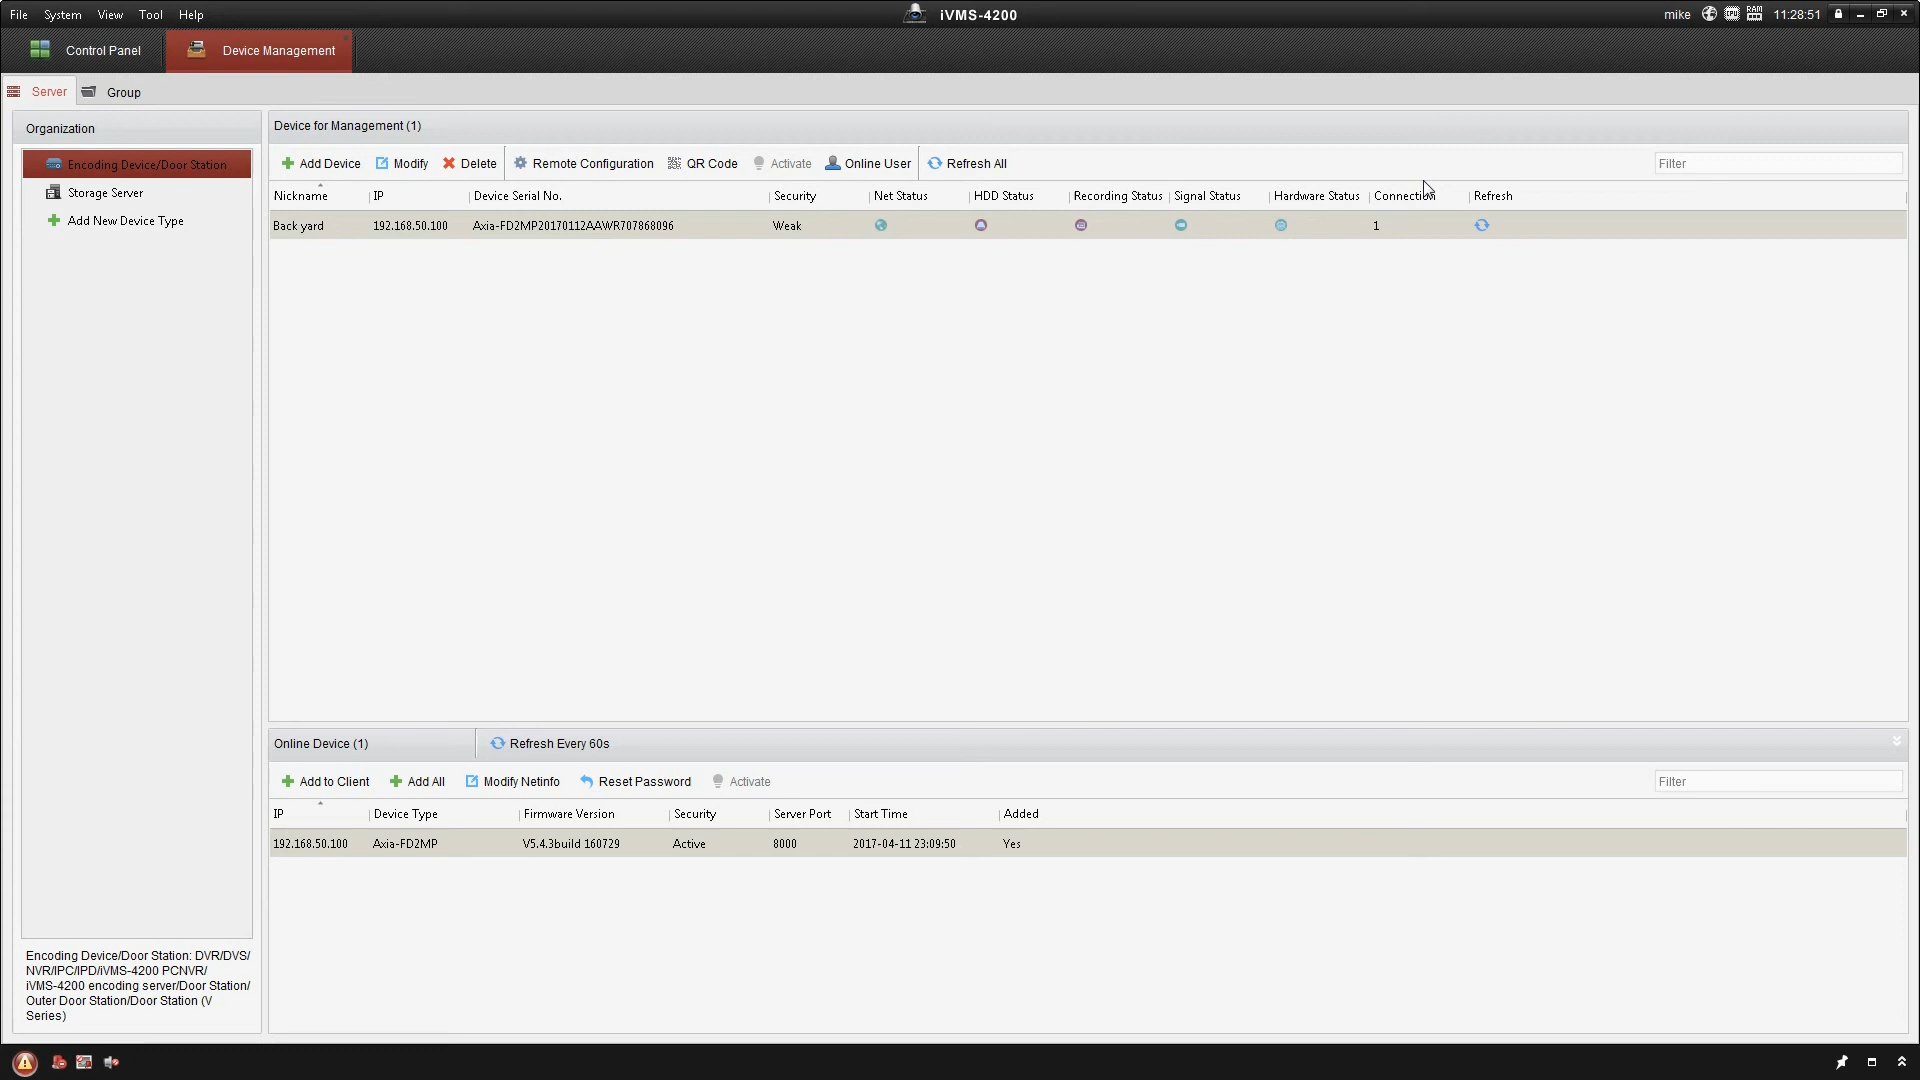 File System View Tool Help iVMS-4200 mike CPU RAM 11:28:51
Control Panel Device Management
Server Group
Organization
Encoding Device/Door Station
Storage Server
Add New Device Type
Encoding Device/Door Station: DVR/DVS/
NVR/IPC/IPD/iVMS-4200 PCNVR/
iVMS-4200 encoding server/Door Station/
Outer Door Station/Door Station (V
Series)
Device for Management (1)
Add Device Modify Delete Remote Configuration QR Code Activate Online User Refresh All Filter
Nickname IP Device Serial No. Security Net Status HDD Status Recording Status Signal Status Hardware Status Connection Refresh
Back yard 192.168.50.100 Axia-FD2MP20170112AAWR707868096 Weak 1
Online Device (1) Refresh Every 60s
Add to Client Add All Modify Netinfo Reset Password Activate Filter
IP Device Type Firmware Version Security Server Port Start Time Added
192.168.50.100 Axia-FD2MP V5.4.3build 160729 Active 8000 2017-04-11 23:09:50 Yes